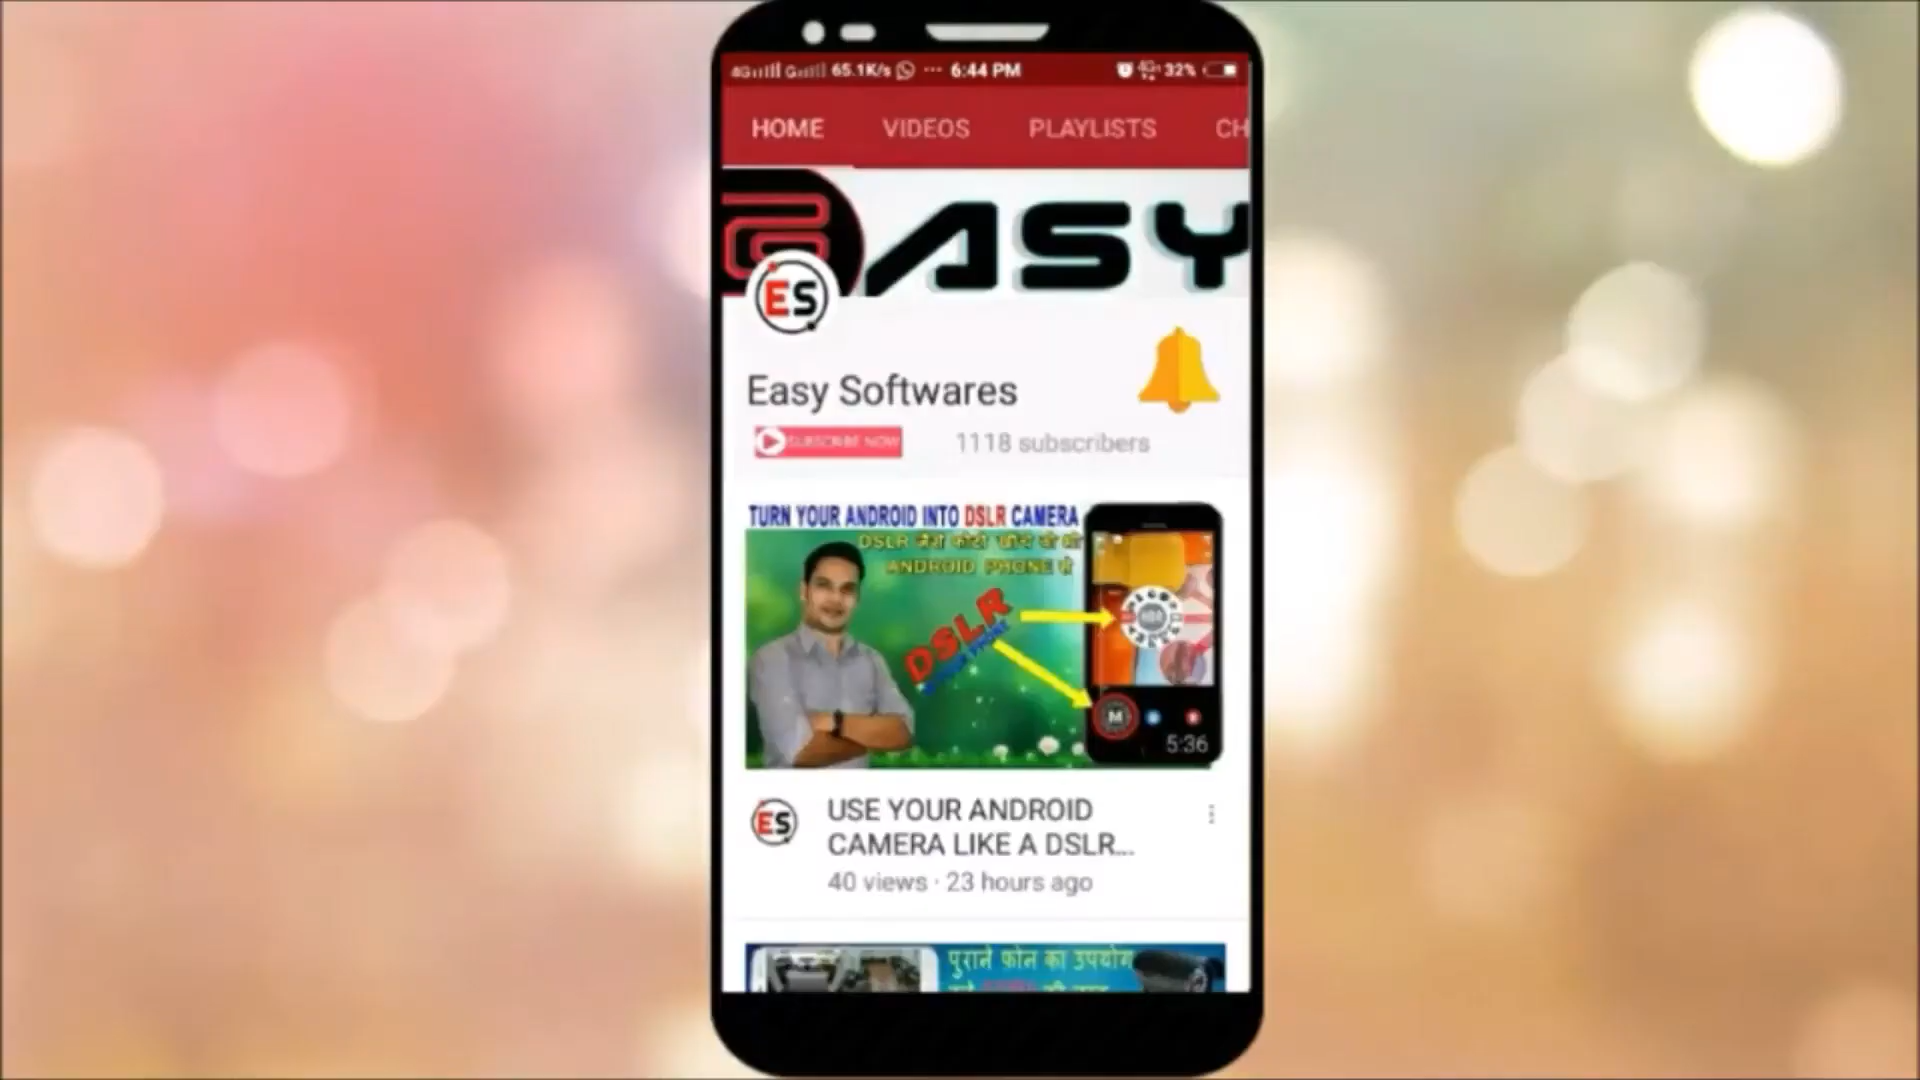 65.1K/s ··· 6:44 PM 32%
HOME VIDEOS PLAYLISTS CH
ASY
ES
Easy Softwares
SUBSCRIBE NOW 1118 subscribers
TURN YOUR ANDROID INTO DSLR CAMERA
DSLR जैसी फोटो खींचे वो भी
ANDROID PHONE से
DSLR
M
5:36
ES
USE YOUR ANDROID
CAMERA LIKE A DSLR...
40 views · 23 hours ago
पुराने फोन का उपयोग